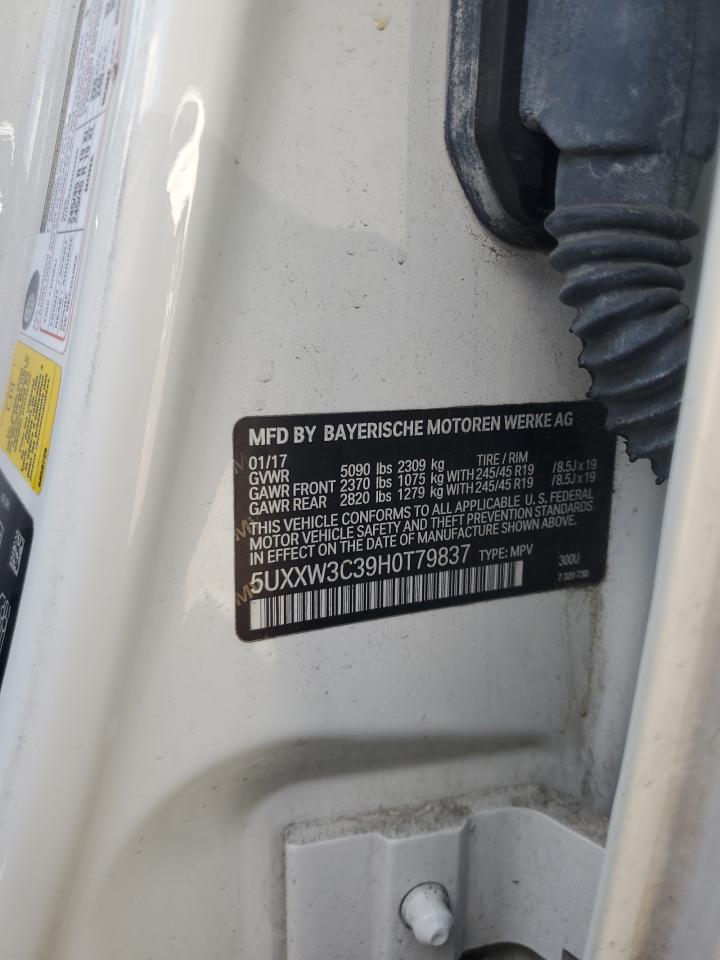 MFD BY BAYERISCHE MOTOREN WERKE AG
01/17 TIRE / RIM
GVWR 5090 lbs 2309 kg
GAWR FRONT 2370 lbs 1075 kg WITH 245/45 R19 /8.5J x 19
GAWR REAR 2820 lbs 1279 kg WITH 245/45 R19 /8.5J x 19
THIS VEHICLE CONFORMS TO ALL APPLICABLE U. S. FEDERAL
MOTOR VEHICLE SAFETY AND THEFT PREVENTION STANDARDS
IN EFFECT ON THE DATE OF MANUFACTURE SHOWN ABOVE.
5UXXW3C39H0T79837 TYPE: MPV 300U
7 320 730